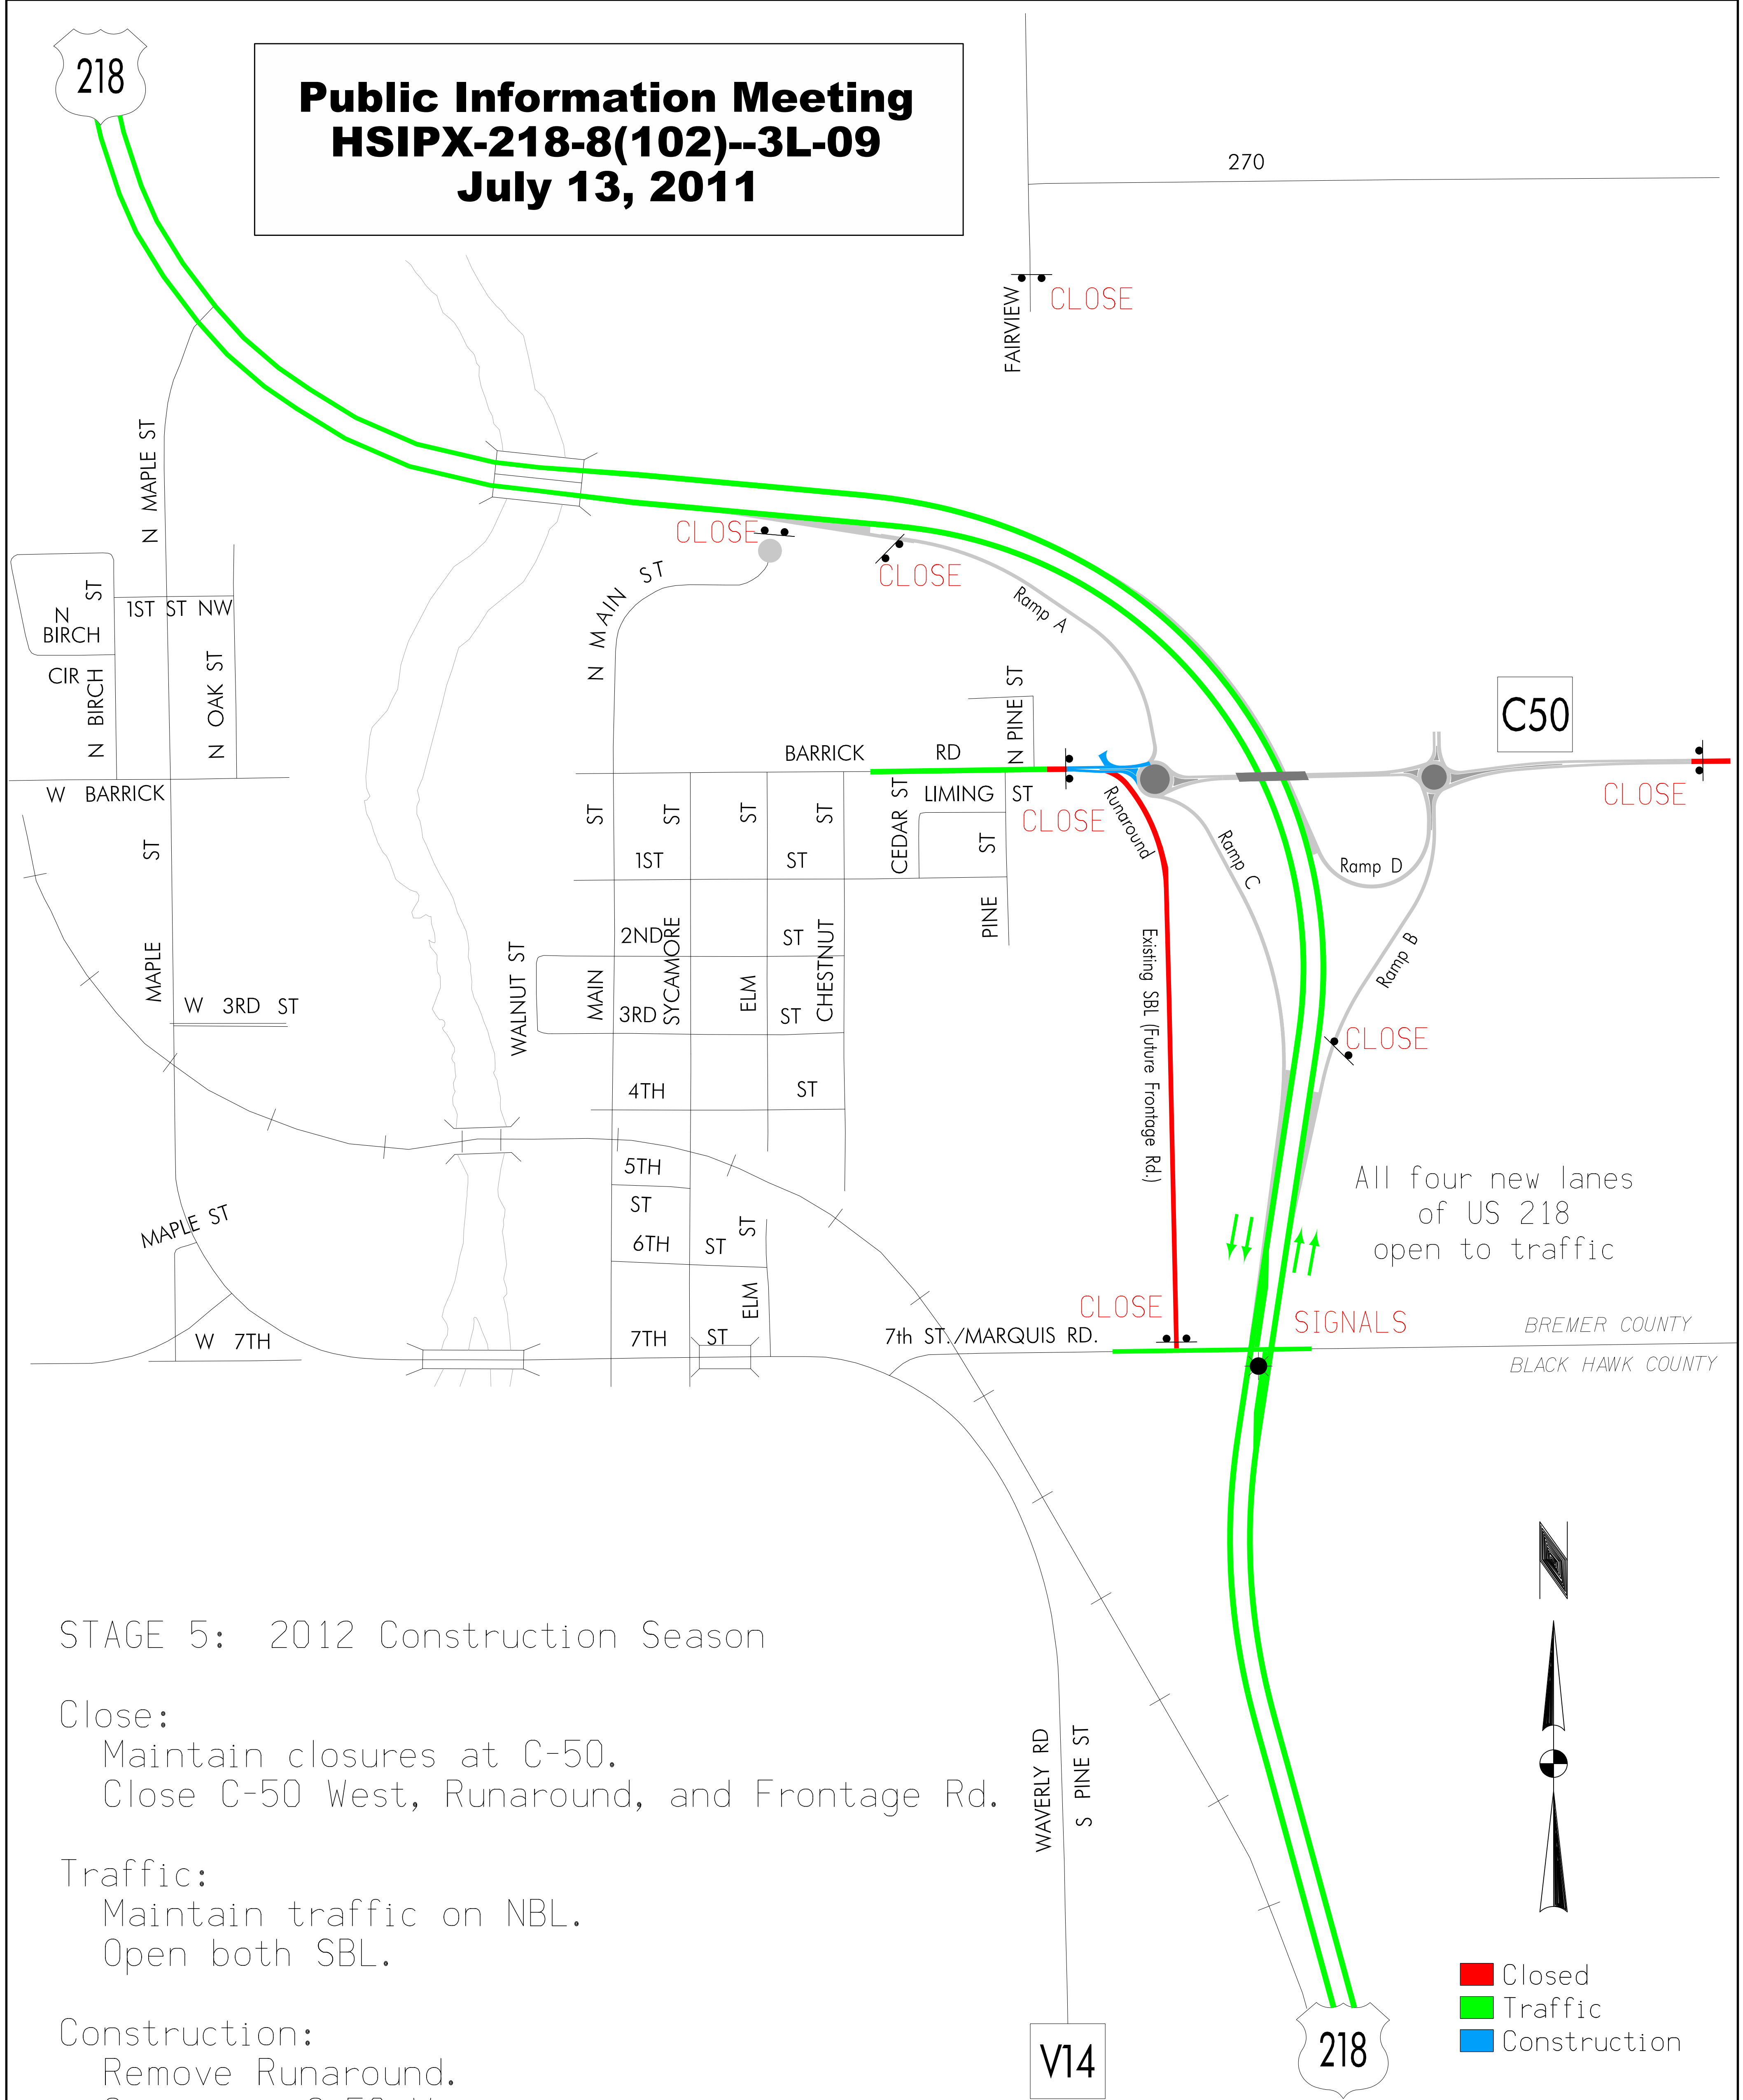 218
Public Information Meeting
HSIPX-218-8(102)--3L-09
July 13, 2011
270
FAIRVIEW
CLOSE
N MAPLE ST
CLOSE
CLOSE
N MAIN ST
Ramp A
N
BIRCH
CIR
ST
N BIRCH
1ST ST NW
N OAK ST
C50
N PINE ST
BARRICK RD
W BARRICK
CEDAR ST
LIMING ST
CLOSE
Runaround
CLOSE
ST
ST
ST
ST
ST
ST
1ST ST
Ramp C
Ramp D
MAPLE
PINE
2ND ST
SYCAMORE
CHESTNUT
WALNUT ST
MAIN
ELM
Existing SBL (Future Frontage Rd.)
Ramp B
W 3RD ST
3RD ST
CLOSE
4TH ST
5TH
ST
All four new lanes
of US 218
open to traffic
MAPLE ST
6TH ST
ST
ELM
CLOSE
SIGNALS
BREMER COUNTY
W 7TH
7TH ST
7th ST./MARQUIS RD.
BLACK HAWK COUNTY
N
STAGE 5: 2012 Construction Season
Close:
Maintain closures at C-50.
Close C-50 West, Runaround, and Frontage Rd.
WAVERLY RD
S PINE ST
Traffic:
Maintain traffic on NBL.
Open both SBL.
Closed
Traffic
Construction
Construction:
Remove Runaround.
V14
218